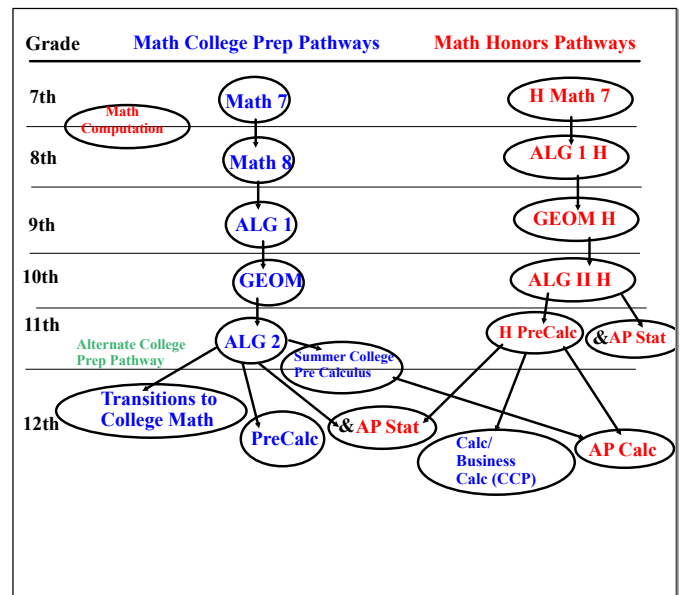 Grade Math College Prep Pathways Math Honors Pathways
7th Math 7 H Math 7
Math
Computation
8th Math 8 ALG 1 H
9th ALG 1 GEOM H
10th GEOM ALG II H
11th ALG 2 H PreCalc &AP Stat
Alternate College
Prep Pathway
Summer College
Pre Calculus
12th
Transitions to
College Math
PreCalc
&AP Stat
Calc/
Business
Calc (CCP)
AP Calc